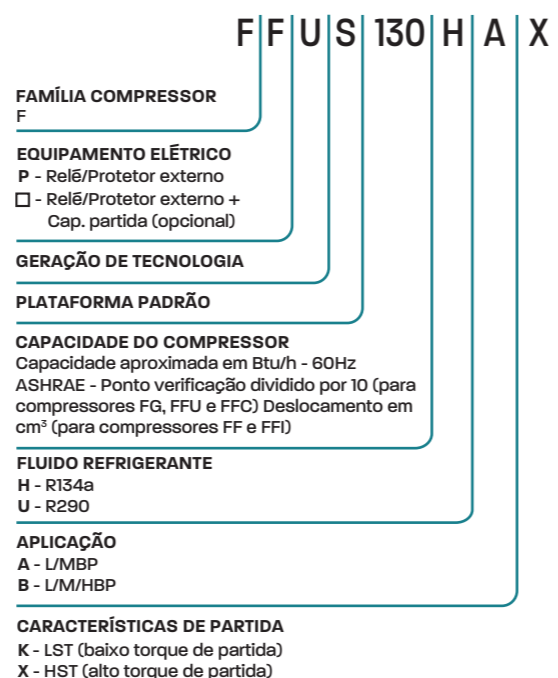 F F U S 130 H A X
FAMÍLIA COMPRESSOR
F
EQUIPAMENTO ELÉTRICO
P - Relé/Protetor externo
□ - Relé/Protetor externo +
Cap. partida (opcional)
GERAÇÃO DE TECNOLOGIA
PLATAFORMA PADRÃO
CAPACIDADE DO COMPRESSOR
Capacidade aproximada em Btu/h - 60Hz
ASHRAE - Ponto verificação dividido por 10 (para
compressores FG, FFU e FFC) Deslocamento em
cm³ (para compressores FF e FFI)
FLUIDO REFRIGERANTE
H - R134a
U - R290
APLICAÇÃO
A - L/MBP
B - L/M/HBP
CARACTERÍSTICAS DE PARTIDA
K - LST (baixo torque de partida)
X - HST (alto torque de partida)